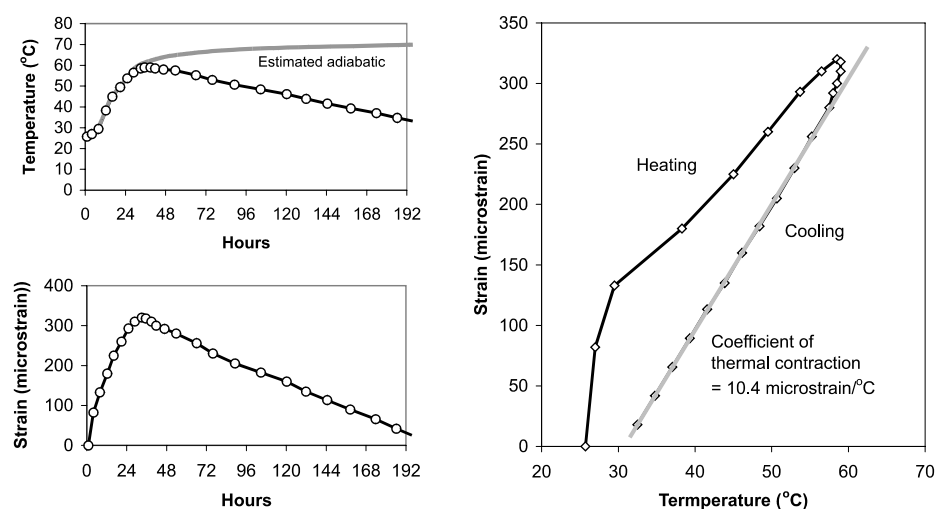 Temperature (°C)
80
70
60
50
40
30
20
10
0
Estimated adiabatic
0 24 48 72 96 120 144 168 192
Hours
Strain (microstrain))
400
300
200
100
0
0 24 48 72 96 120 144 168 192
Hours
Strain (microstrain)
350
300
250
200
150
100
50
0
Heating
Cooling
Coefficient of
thermal contraction
= 10.4 microstrain/°C
20 30 40 50 60 70
Termperature (°C)